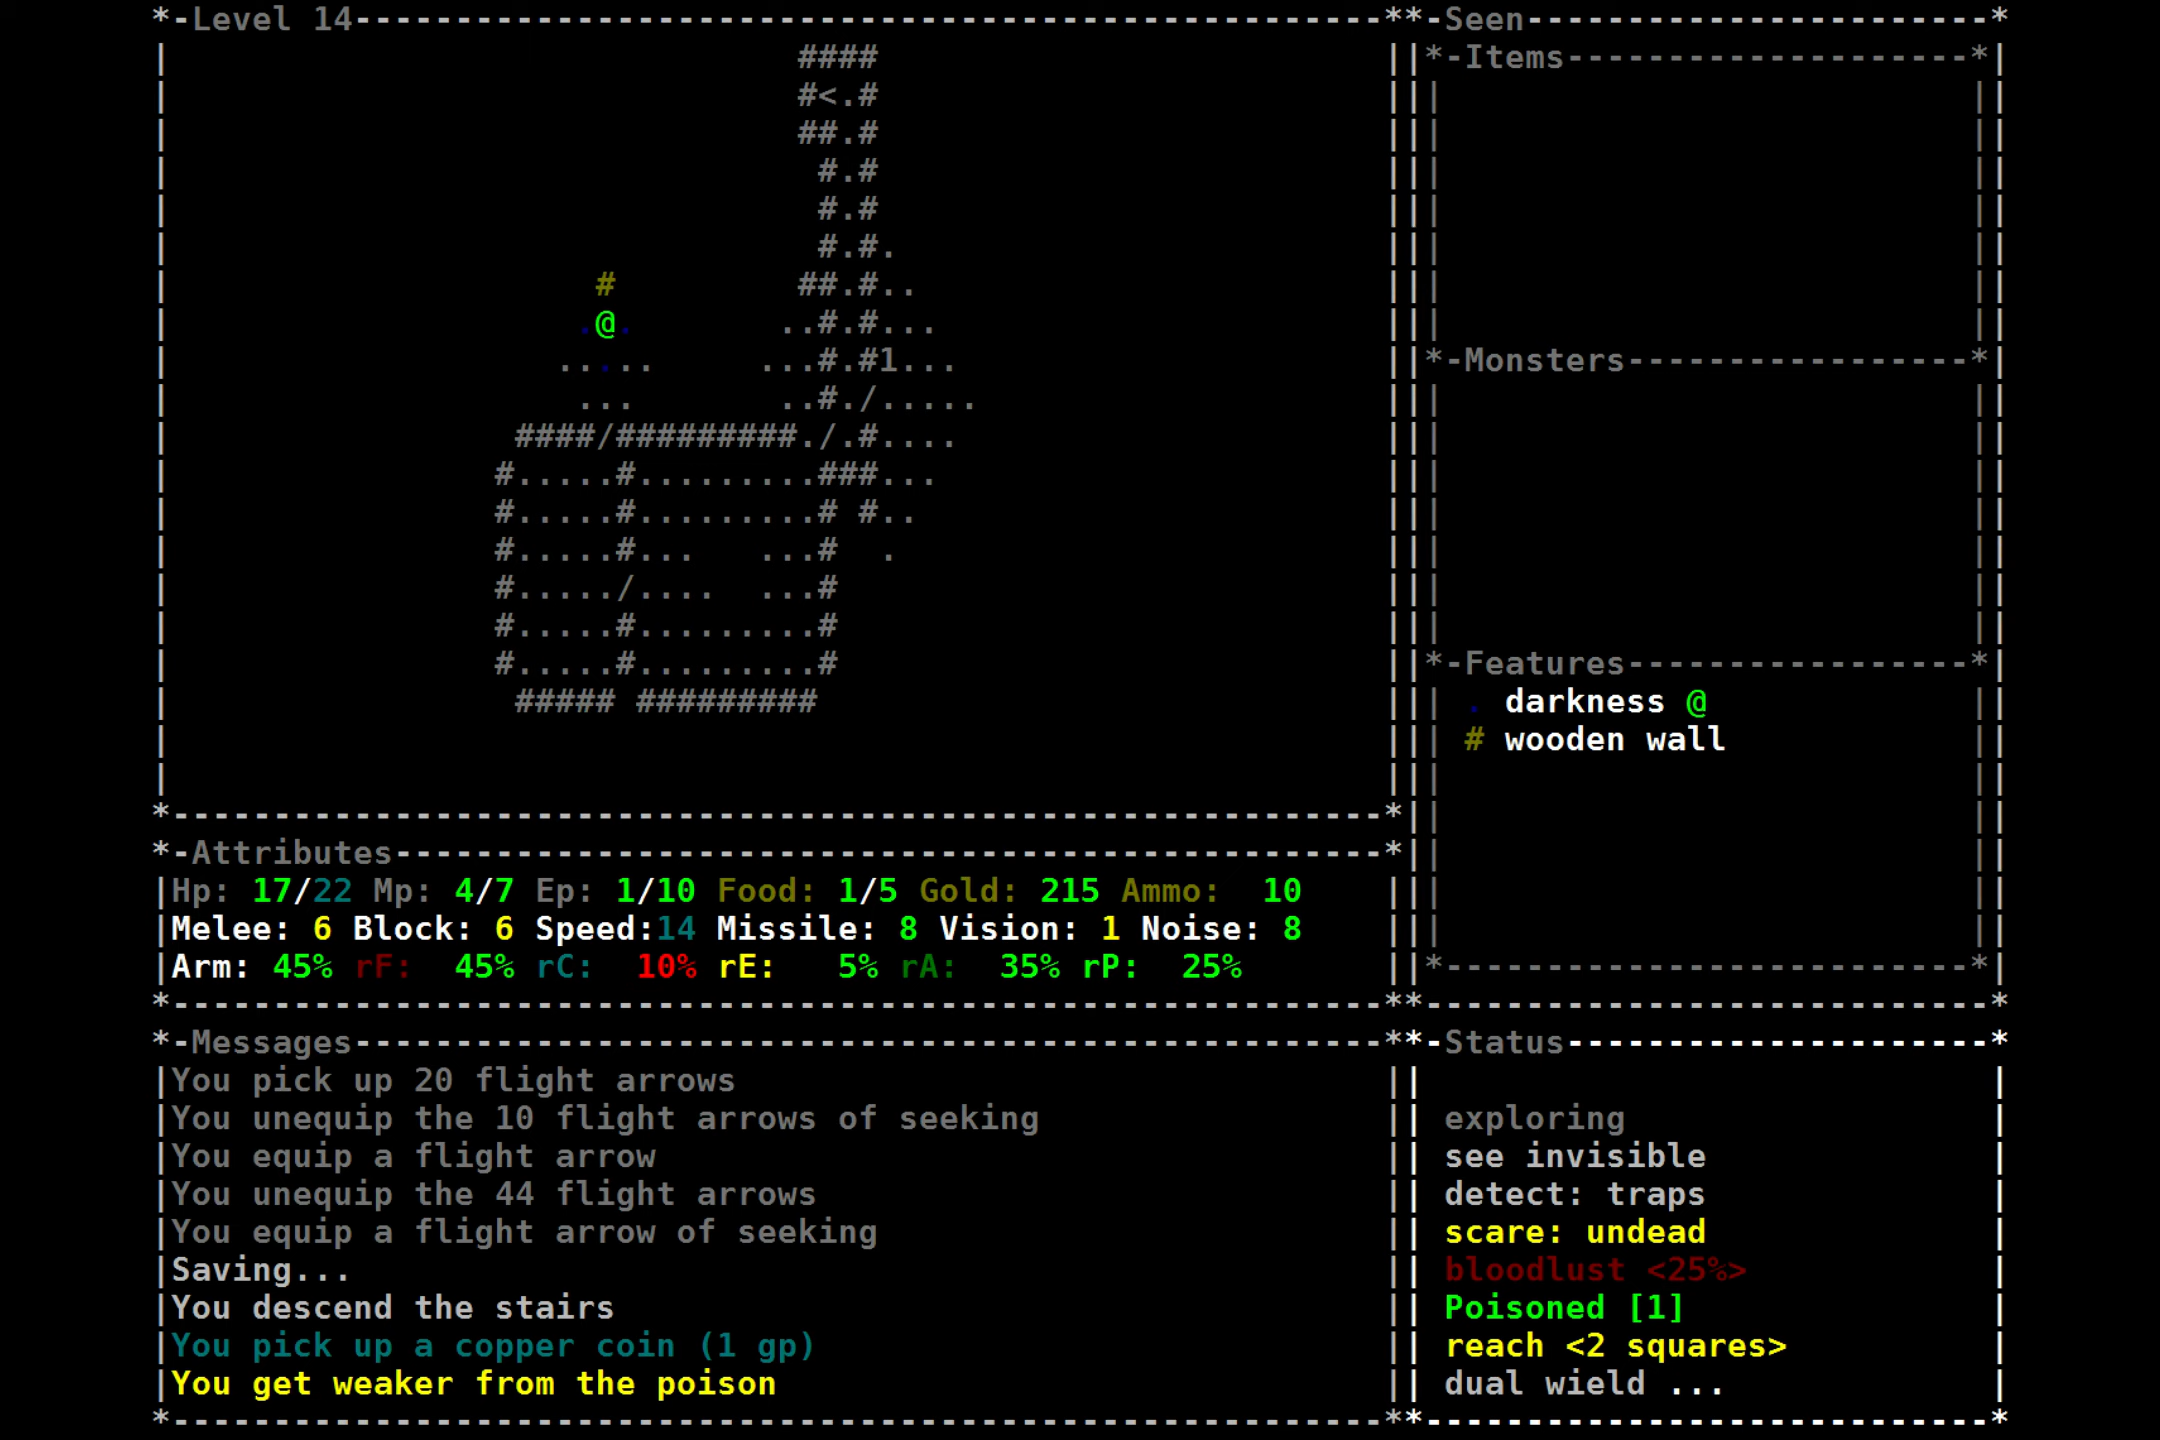 *-Level 14---------------------------------------------------**-Seen-----------------------*
|                               ####                         ||*-Items--------------------*|
|                               #<.#                         |||                          ||
|                               ##.#                         |||                          ||
|                                #.#                         |||                          ||
|                                #.#                         |||                          ||
|                                #.#.                        |||                          ||
|                     #         ##.#..                       |||                          ||
|                    .@.       ..#.#...                      |||                          ||
|                   .....     ...#.#1...                     ||*-Monsters-----------------*|
|                    ...       ..#./.....                    |||                          ||
|                 ####/#########./.#....                     |||                          ||
|                #.....#.........###...                      |||                          ||
|                #.....#.........# #..                       |||                          ||
|                #.....#...   ...#  .                        |||                          ||
|                #...../....  ...#                           |||                          ||
|                #.....#.........#                           |||                          ||
|                #.....#.........#                           ||*-Features-----------------*|
|                 ##### #########                            ||| . darkness @             ||
|                                                            ||| # wooden wall            ||
|                                                            |||                          ||
*------------------------------------------------------------*||                          ||
*-Attributes-------------------------------------------------*||                          ||
|Hp: 17/22 Mp: 4/7 Ep: 1/10 Food: 1/5 Gold: 215 Ammo:  10    |||                          ||
|Melee: 6 Block: 6 Speed:14 Missile: 8 Vision: 1 Noise: 8    |||                          ||
|Arm: 45% rF:  45% rC:  10% rE:   5% rA:  35% rP:  25%       ||*--------------------------*|
*------------------------------------------------------------**----------------------------*
*-Messages---------------------------------------------------**-Status---------------------*
|You pick up 20 flight arrows                                ||                            |
|You unequip the 10 flight arrows of seeking                 || exploring                  |
|You equip a flight arrow                                    || see invisible              |
|You unequip the 44 flight arrows                            || detect: traps              |
|You equip a flight arrow of seeking                         || scare: undead              |
|Saving...                                                   || bloodlust <25%>            |
|You descend the stairs                                      || Poisoned [1]               |
|You pick up a copper coin (1 gp)                            || reach <2 squares>          |
|You get weaker from the poison                              || dual wield ...             |
*------------------------------------------------------------**----------------------------*